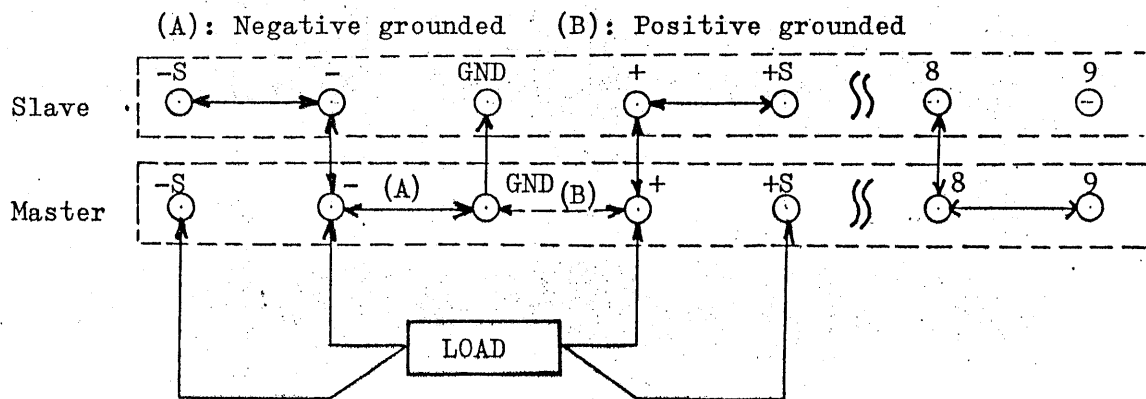 (A): Negative grounded (B): Positive grounded
-S - GND + +S 8 9
Slave
-S - (A) GND (B) + +S 8 9
Master
LOAD